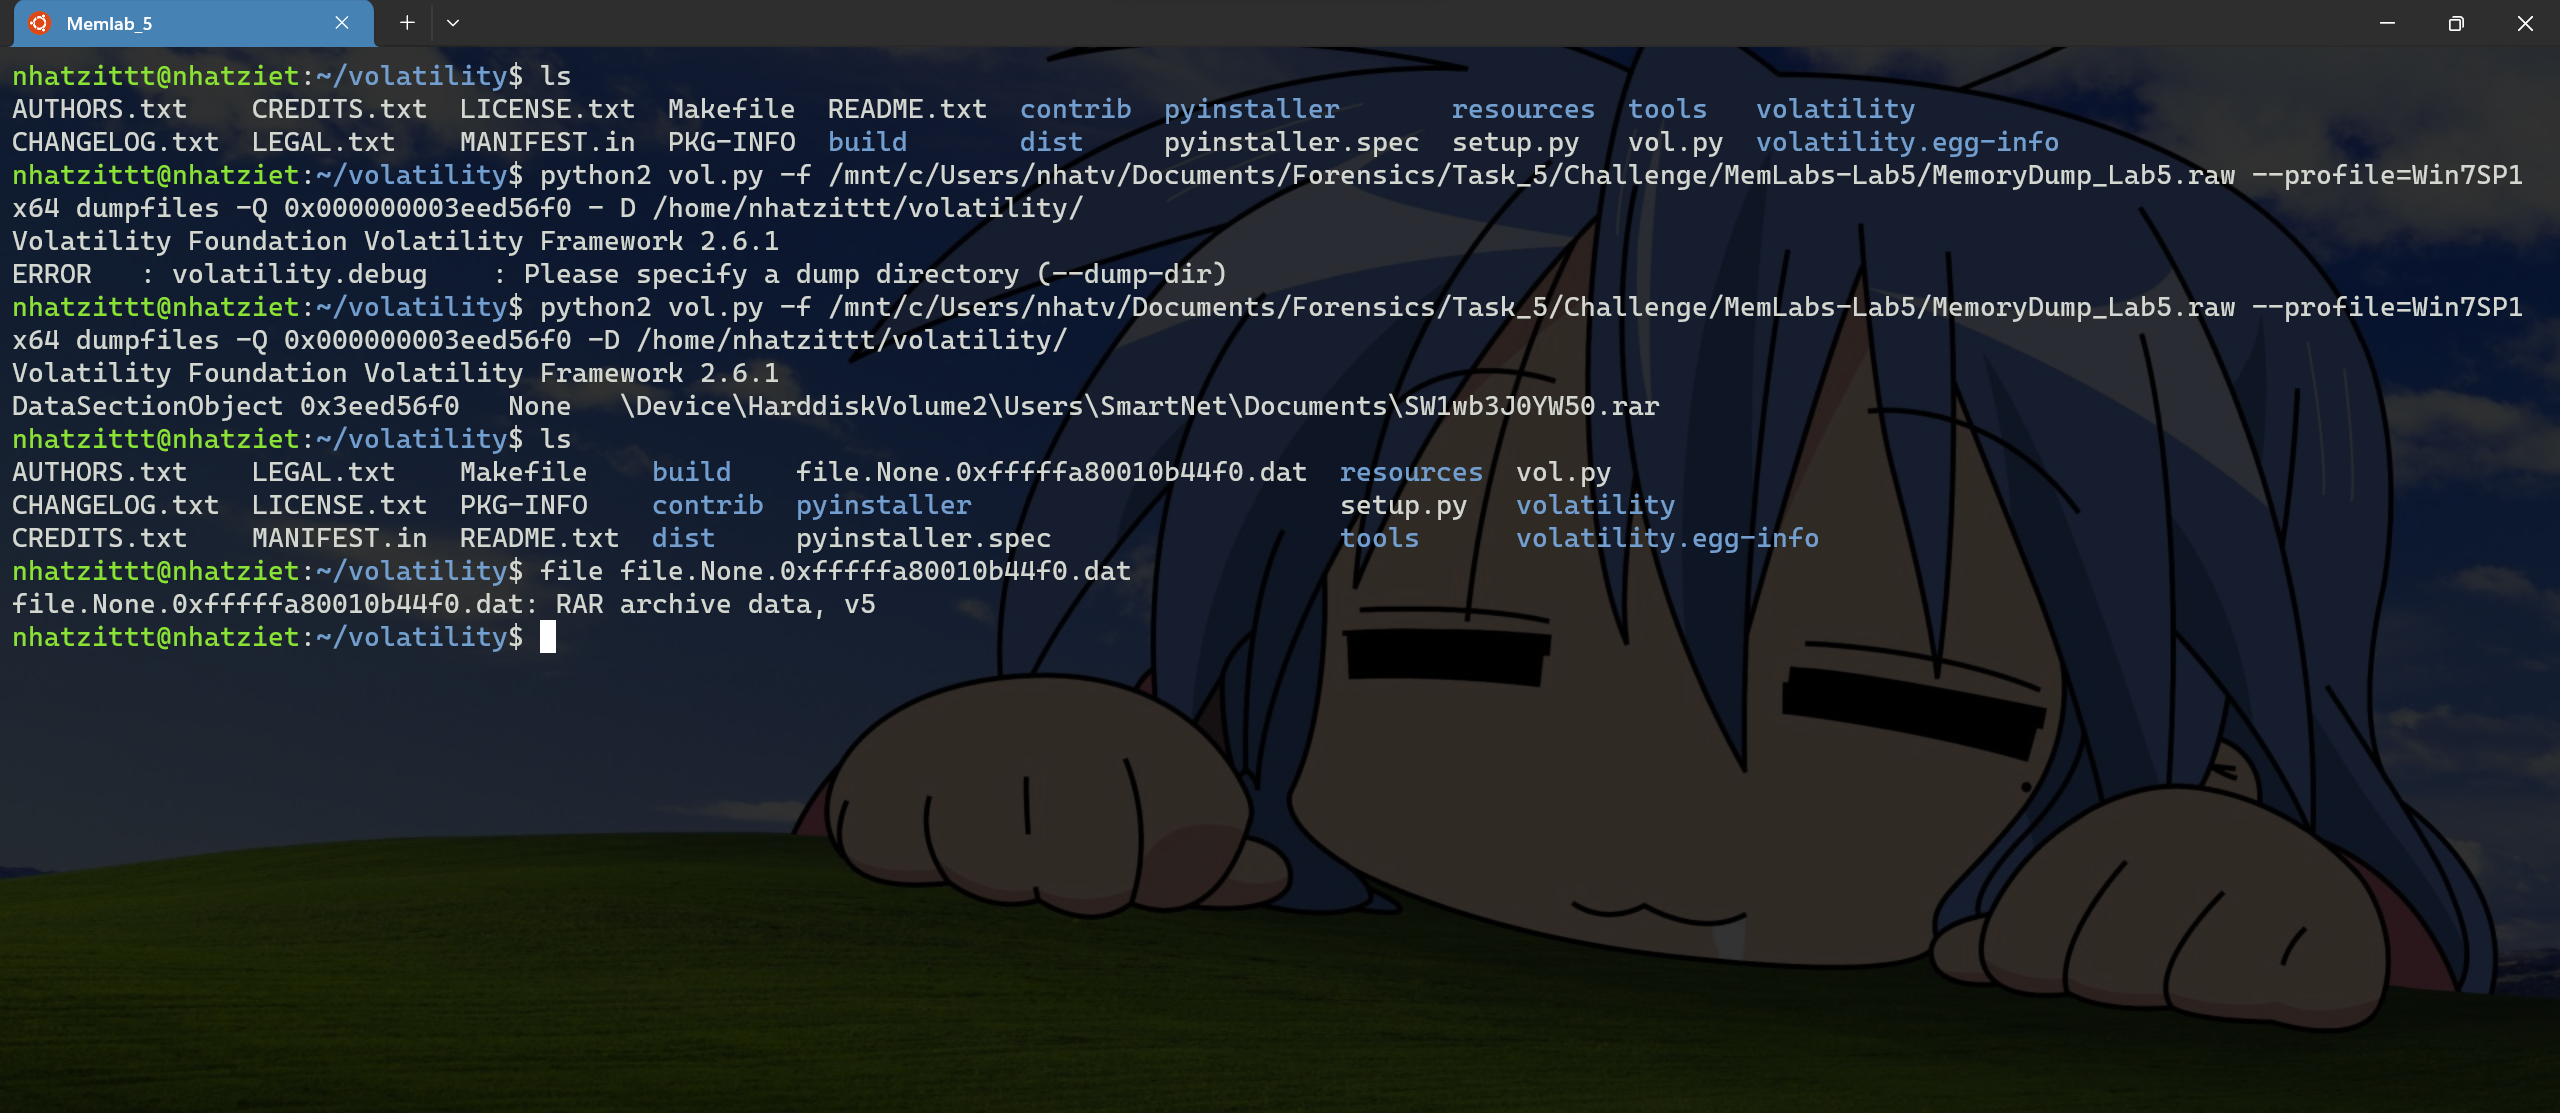 Memlab_5
nhatzittt@nhatziet:~/volatility$ ls
AUTHORS.txt    CREDITS.txt  LICENSE.txt  Makefile  README.txt  contrib  pyinstaller       resources  tools   volatility
CHANGELOG.txt  LEGAL.txt    MANIFEST.in  PKG-INFO  build       dist     pyinstaller.spec  setup.py   vol.py  volatility.egg-info
nhatzittt@nhatziet:~/volatility$ python2 vol.py -f /mnt/c/Users/nhatv/Documents/Forensics/Task_5/Challenge/MemLabs-Lab5/MemoryDump_Lab5.raw --profile=Win7SP1
x64 dumpfiles -Q 0x000000003eed56f0 - D /home/nhatzittt/volatility/
Volatility Foundation Volatility Framework 2.6.1
ERROR   : volatility.debug    : Please specify a dump directory (--dump-dir)
nhatzittt@nhatziet:~/volatility$ python2 vol.py -f /mnt/c/Users/nhatv/Documents/Forensics/Task_5/Challenge/MemLabs-Lab5/MemoryDump_Lab5.raw --profile=Win7SP1
x64 dumpfiles -Q 0x000000003eed56f0 -D /home/nhatzittt/volatility/
Volatility Foundation Volatility Framework 2.6.1
DataSectionObject 0x3eed56f0   None   \Device\HarddiskVolume2\Users\SmartNet\Documents\SW1wb3J0YW50.rar
nhatzittt@nhatziet:~/volatility$ ls
AUTHORS.txt    LEGAL.txt    Makefile    build    file.None.0xfffffa80010b44f0.dat  resources  vol.py
CHANGELOG.txt  LICENSE.txt  PKG-INFO    contrib  pyinstaller                       setup.py   volatility
CREDITS.txt    MANIFEST.in  README.txt  dist     pyinstaller.spec                  tools      volatility.egg-info
nhatzittt@nhatziet:~/volatility$ file file.None.0xfffffa80010b44f0.dat
file.None.0xfffffa80010b44f0.dat: RAR archive data, v5
nhatzittt@nhatziet:~/volatility$